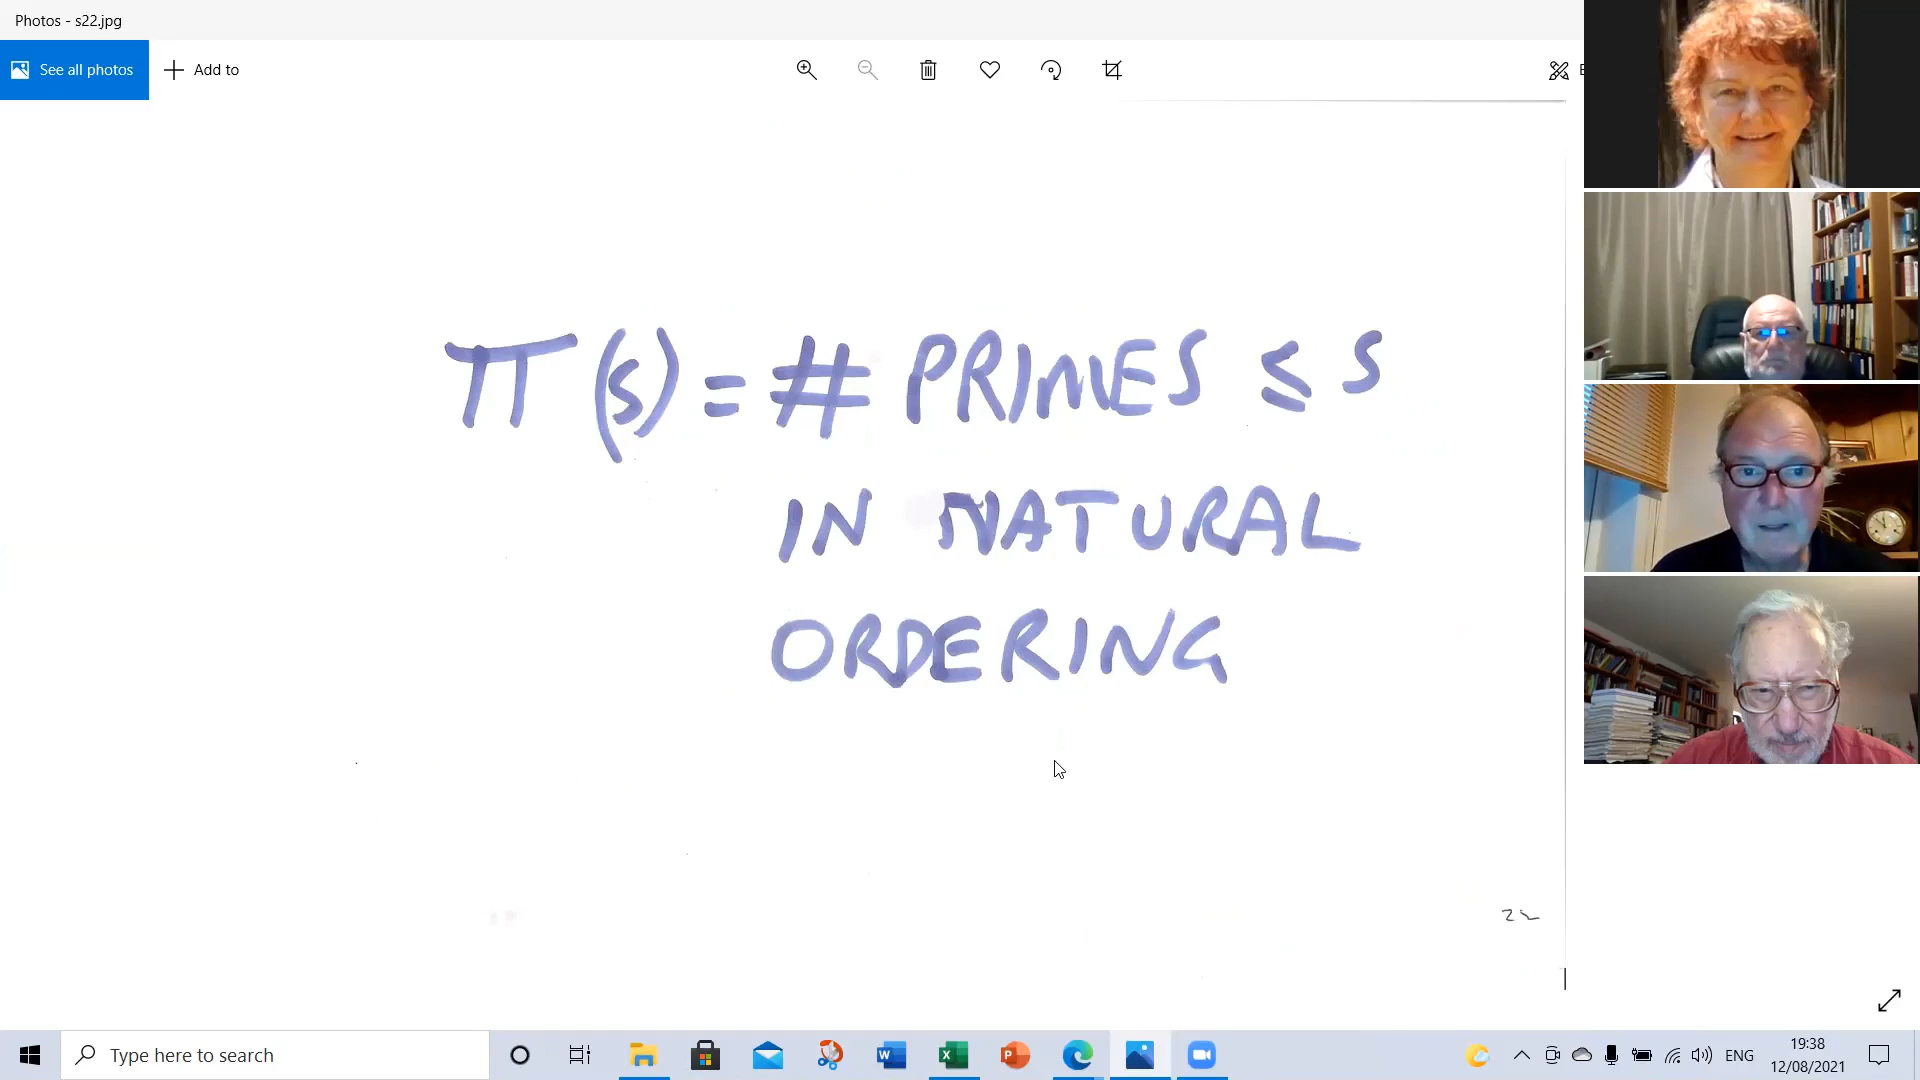 Photos - s22.jpg
See all photos
Add to
π(s) = # PRIMES ≤ s
IN NATURAL
ORDERING
22
Type here to search
ENG
19:38
12/08/2021